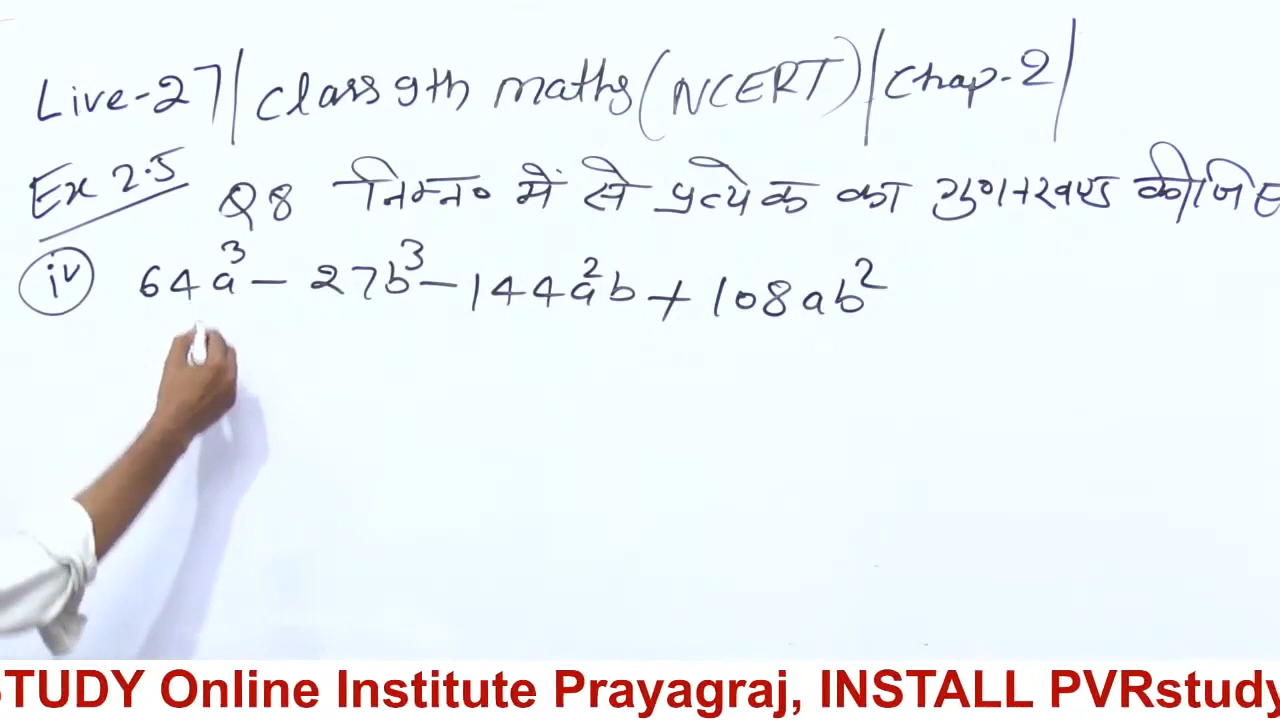 Live-27| Class 9th maths (NCERT) | Chap-2|
Ex 2.5 Q8 निम्न० में से प्रत्येक का गुणनखण्ड कीजिए
iv 64a³ - 27b³ - 144a²b + 108ab²
STUDY Online Institute Prayagraj, INSTALL PVRstudy